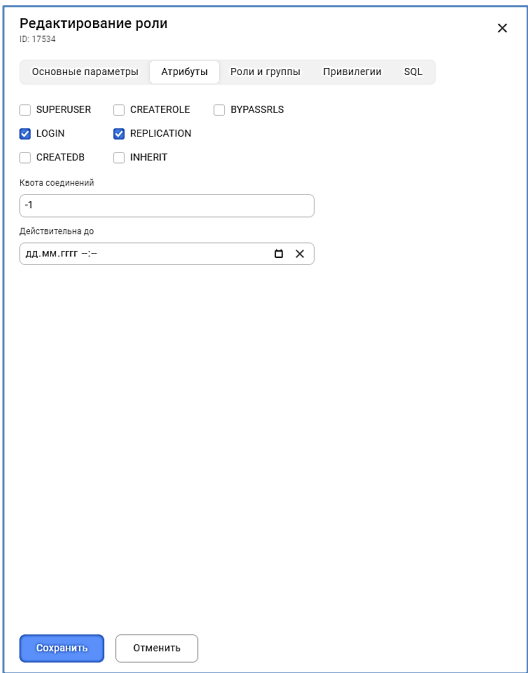 Редактирование роли
ID: 17534
Основные параметры Атрибуты Роли и группы Привилегии SQL
SUPERUSER CREATEROLE BYPASSRLS
LOGIN REPLICATION
CREATEDB INHERIT
Квота соединений
-1
Действительна до
дд.мм.гггг --:--
Сохранить Отменить